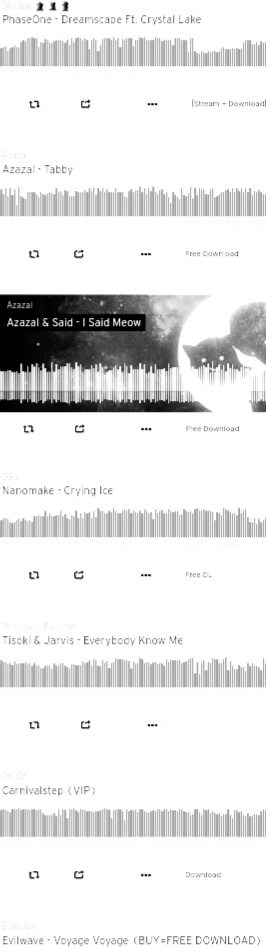 Disciple
PhaseOne - Dreamscape Ft. Crystal Lake
[Stream + Download]
Azazal
Azazal - Tabby
Free Download
Azazal
Azazal & Said - I Said Meow
Free Download
Nanomake - Crying Ice
Free DL
Tisoki & Jarvis - Everybody Know Me
Carnivalstep (VIP)
Download
Evilwave
Evilwave - Voyage Voyage (BUY=FREE DOWNLOAD)